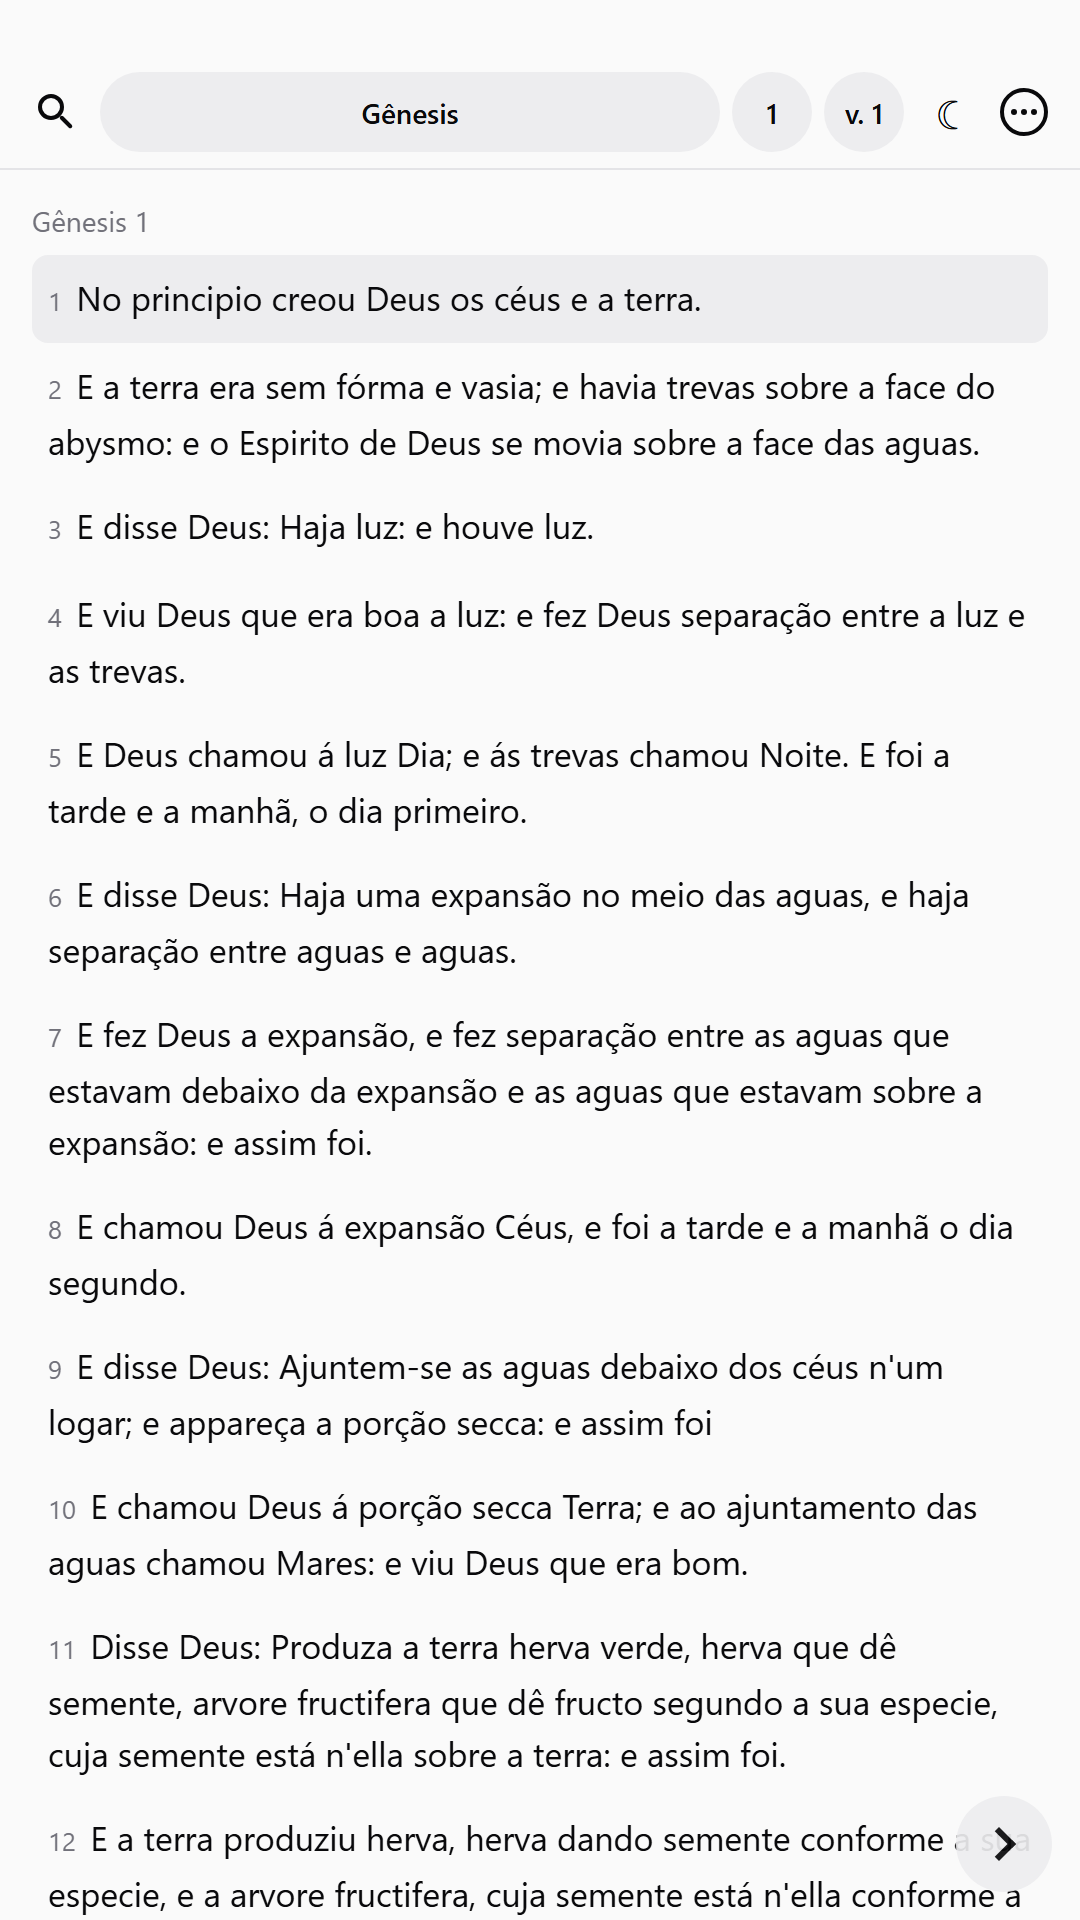 Gênesis
1
v. 1
Gênesis 1
1 No principio creou Deus os céus e a terra.
2 E a terra era sem fórma e vasia; e havia trevas sobre a face do
abysmo: e o Espirito de Deus se movia sobre a face das aguas.
3 E disse Deus: Haja luz: e houve luz.
4 E viu Deus que era boa a luz: e fez Deus separação entre a luz e
as trevas.
5 E Deus chamou á luz Dia; e ás trevas chamou Noite. E foi a
tarde e a manhã, o dia primeiro.
6 E disse Deus: Haja uma expansão no meio das aguas, e haja
separação entre aguas e aguas.
7 E fez Deus a expansão, e fez separação entre as aguas que
estavam debaixo da expansão e as aguas que estavam sobre a
expansão: e assim foi.
8 E chamou Deus á expansão Céus, e foi a tarde e a manhã o dia
segundo.
9 E disse Deus: Ajuntem-se as aguas debaixo dos céus n'um
logar; e appareça a porção secca: e assim foi
10 E chamou Deus á porção secca Terra; e ao ajuntamento das
aguas chamou Mares: e viu Deus que era bom.
11 Disse Deus: Produza a terra herva verde, herva que dê
semente, arvore fructifera que dê fructo segundo a sua especie,
cuja semente está n'ella sobre a terra: e assim foi.
12 E a terra produziu herva, herva dando semente conforme a sua
especie, e a arvore fructifera, cuja semente está n'ella conforme a